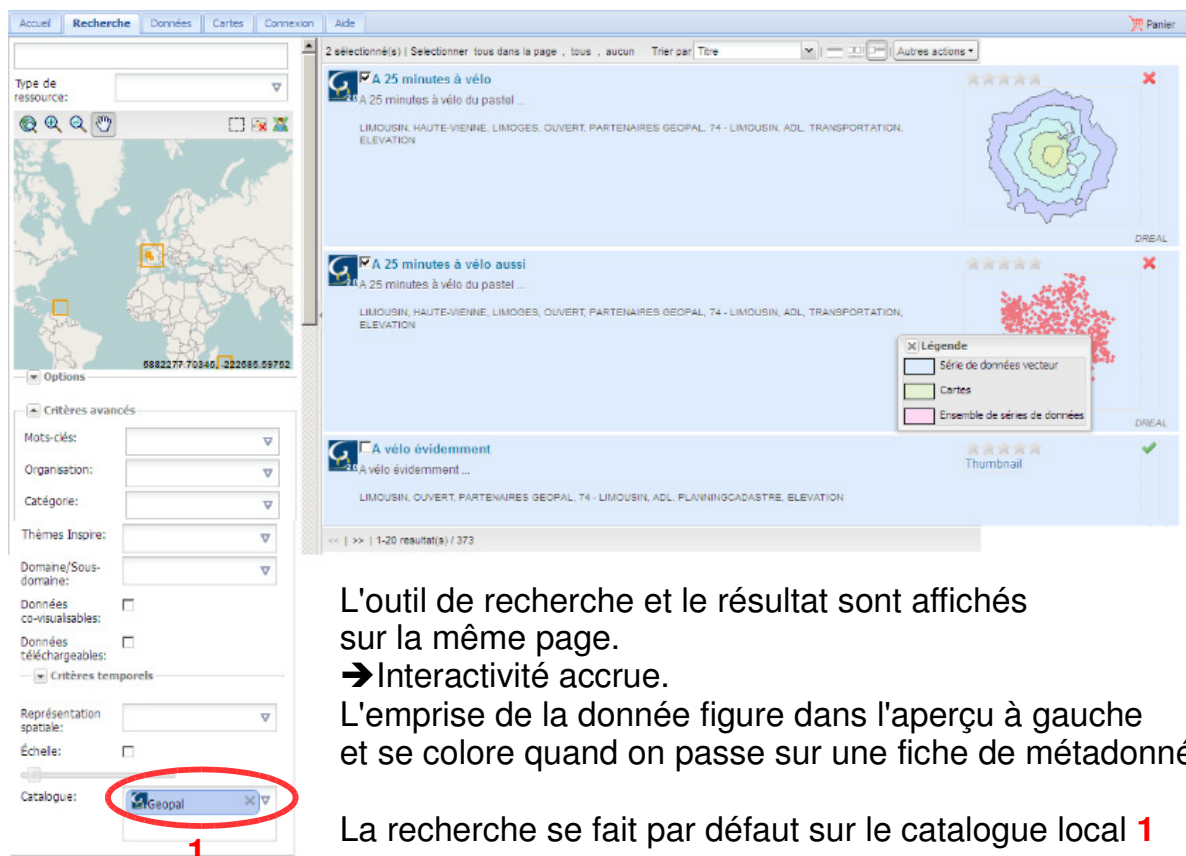 Accueil Recherche Données Cartes Connexion Aide Panier
2 sélectionné(s) | Selectionner tous dans la page , tous , aucun Trier par Titre Autres actions
Type de
ressource:
6882277.70346, -222686.59752
Options
Critères avancés
Mots-clés:
Organisation:
Catégorie:
Thèmes Inspire:
Domaine/Sous-
domaine:
Données
co-visualisables:
Données
téléchargeables:
Critères temporels
Représentation
spatiale:
Échelle:
Catalogue:
Geopal
1
A 25 minutes à vélo
A 25 minutes à vélo du pastel ...
LIMOUSIN, HAUTE-VIENNE, LIMOGES, OUVERT, PARTENAIRES GEOPAL, 74 - LIMOUSIN, ADL, TRANSPORTATION,
ELEVATION
DREAL
A 25 minutes à vélo aussi
A 25 minutes à vélo du pastel ...
LIMOUSIN, HAUTE-VIENNE, LIMOGES, OUVERT, PARTENAIRES GEOPAL, 74 - LIMOUSIN, ADL, TRANSPORTATION,
ELEVATION
Légende
Série de données vecteur
Cartes
Ensemble de séries de données
DREAL
A vélo évidemment
A vélo évidemment ...
Thumbnail
LIMOUSIN, OUVERT, PARTENAIRES GEOPAL, 74 - LIMOUSIN, ADL, PLANNINGCADASTRE, ELEVATION
<< | >> | 1-20 resultat(s) / 373
L'outil de recherche et le résultat sont affichés
sur la même page.
➔Interactivité accrue.
L'emprise de la donnée figure dans l'aperçu à gauche
et se colore quand on passe sur une fiche de métadonné
La recherche se fait par défaut sur le catalogue local 1